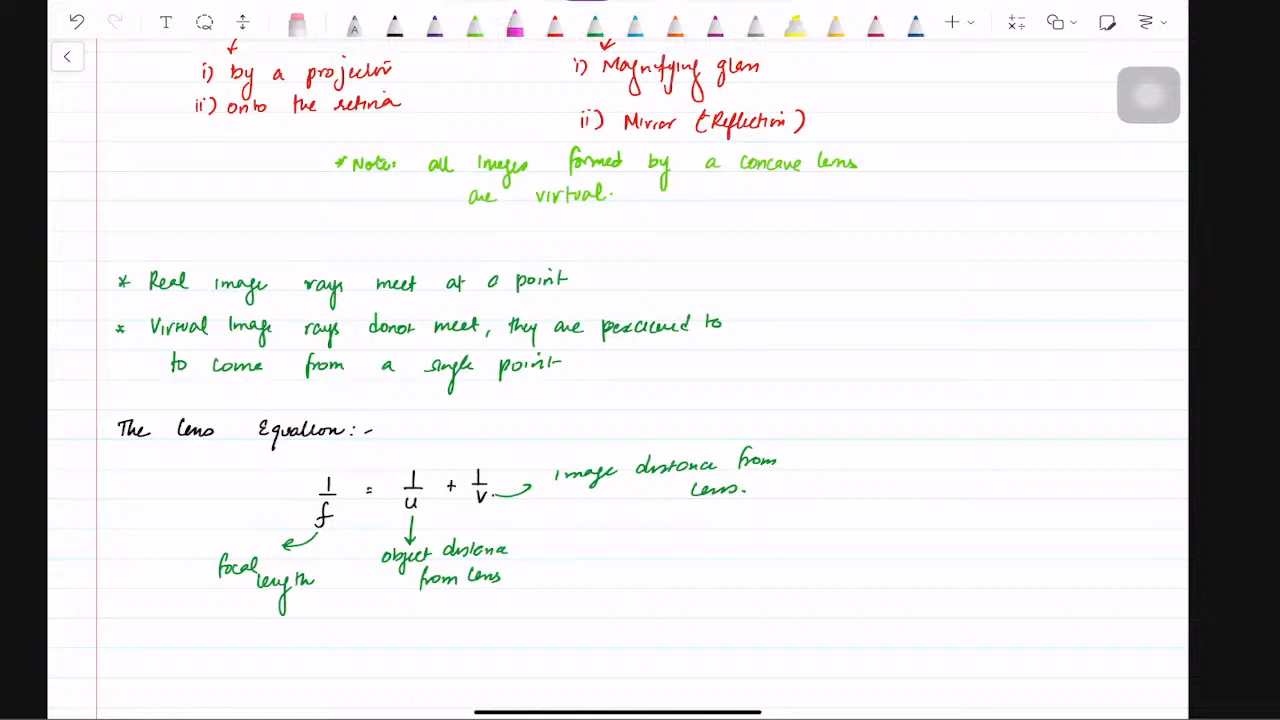 i) by a projector
ii) onto the retina
i) Magnifying glass
ii) Mirror (Reflection)
*Note: all images formed by a concave lens
are virtual.
* Real image rays meet at a point
* Virtual Image rays donot meet, they are to
to come from a single point
The lens Equation:-
1/f = 1/u + 1/v
image distance from
lens.
focal
length
object distance
from lens